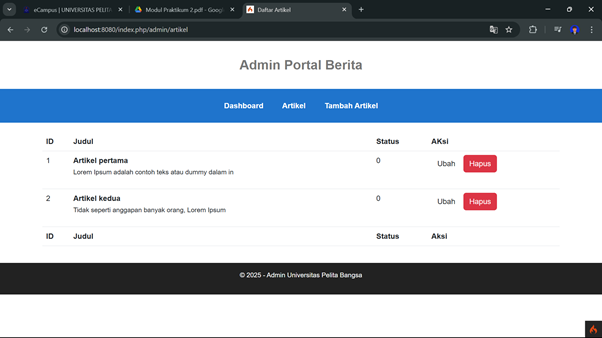 eCampus | UNIVERSITAS PELITA
Modul Praktikum 2.pdf - Google
Daftar Artikel
localhost:8080/index.php/admin/artikel
Admin Portal Berita
Dashboard Artikel Tambah Artikel
ID Judul Status AKsi
1 Artikel pertama 0 Ubah Hapus
Lorem Ipsum adalah contoh teks atau dummy dalam in
2 Artikel kedua 0 Ubah Hapus
Tidak seperti anggapan banyak orang, Lorem Ipsum
ID Judul Status Aksi
© 2025 - Admin Universitas Pelita Bangsa